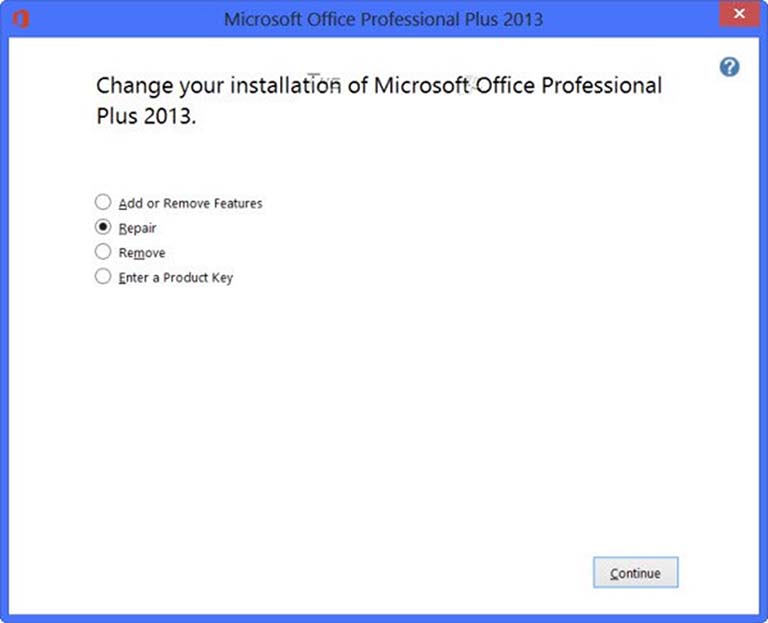 Microsoft Office Professional Plus 2013
Change your installation of Microsoft Office Professional
Plus 2013.
Add or Remove Features
Repair
Remove
Enter a Product Key
Continue